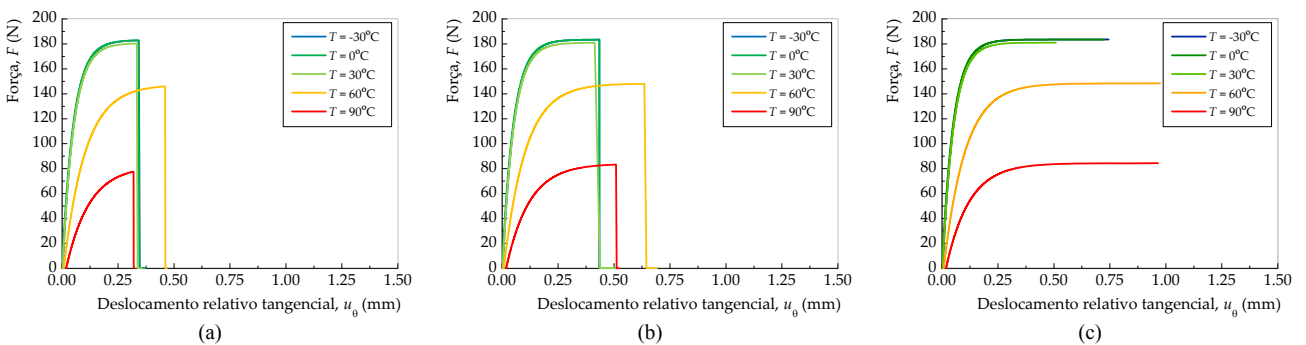 Força, F (N)
200
180
160
140
120
100
80
60
40
20
0
T = -30ºC
T = 0ºC
T = 30ºC
T = 60ºC
T = 90ºC
0.00 0.25 0.50 0.75 1.00 1.25 1.50
Deslocamento relativo tangencial, uθ (mm)
(a)
Força, F (N)
200
180
160
140
120
100
80
60
40
20
0
T = -30ºC
T = 0ºC
T = 30ºC
T = 60ºC
T = 90ºC
0.00 0.25 0.50 0.75 1.00 1.25 1.50
Deslocamento relativo tangencial, uθ (mm)
(b)
Força, F (N)
200
180
160
140
120
100
80
60
40
20
0
T = -30ºC
T = 0ºC
T = 30ºC
T = 60ºC
T = 90ºC
0.00 0.25 0.50 0.75 1.00 1.25 1.50
Deslocamento relativo tangencial, uθ (mm)
(c)